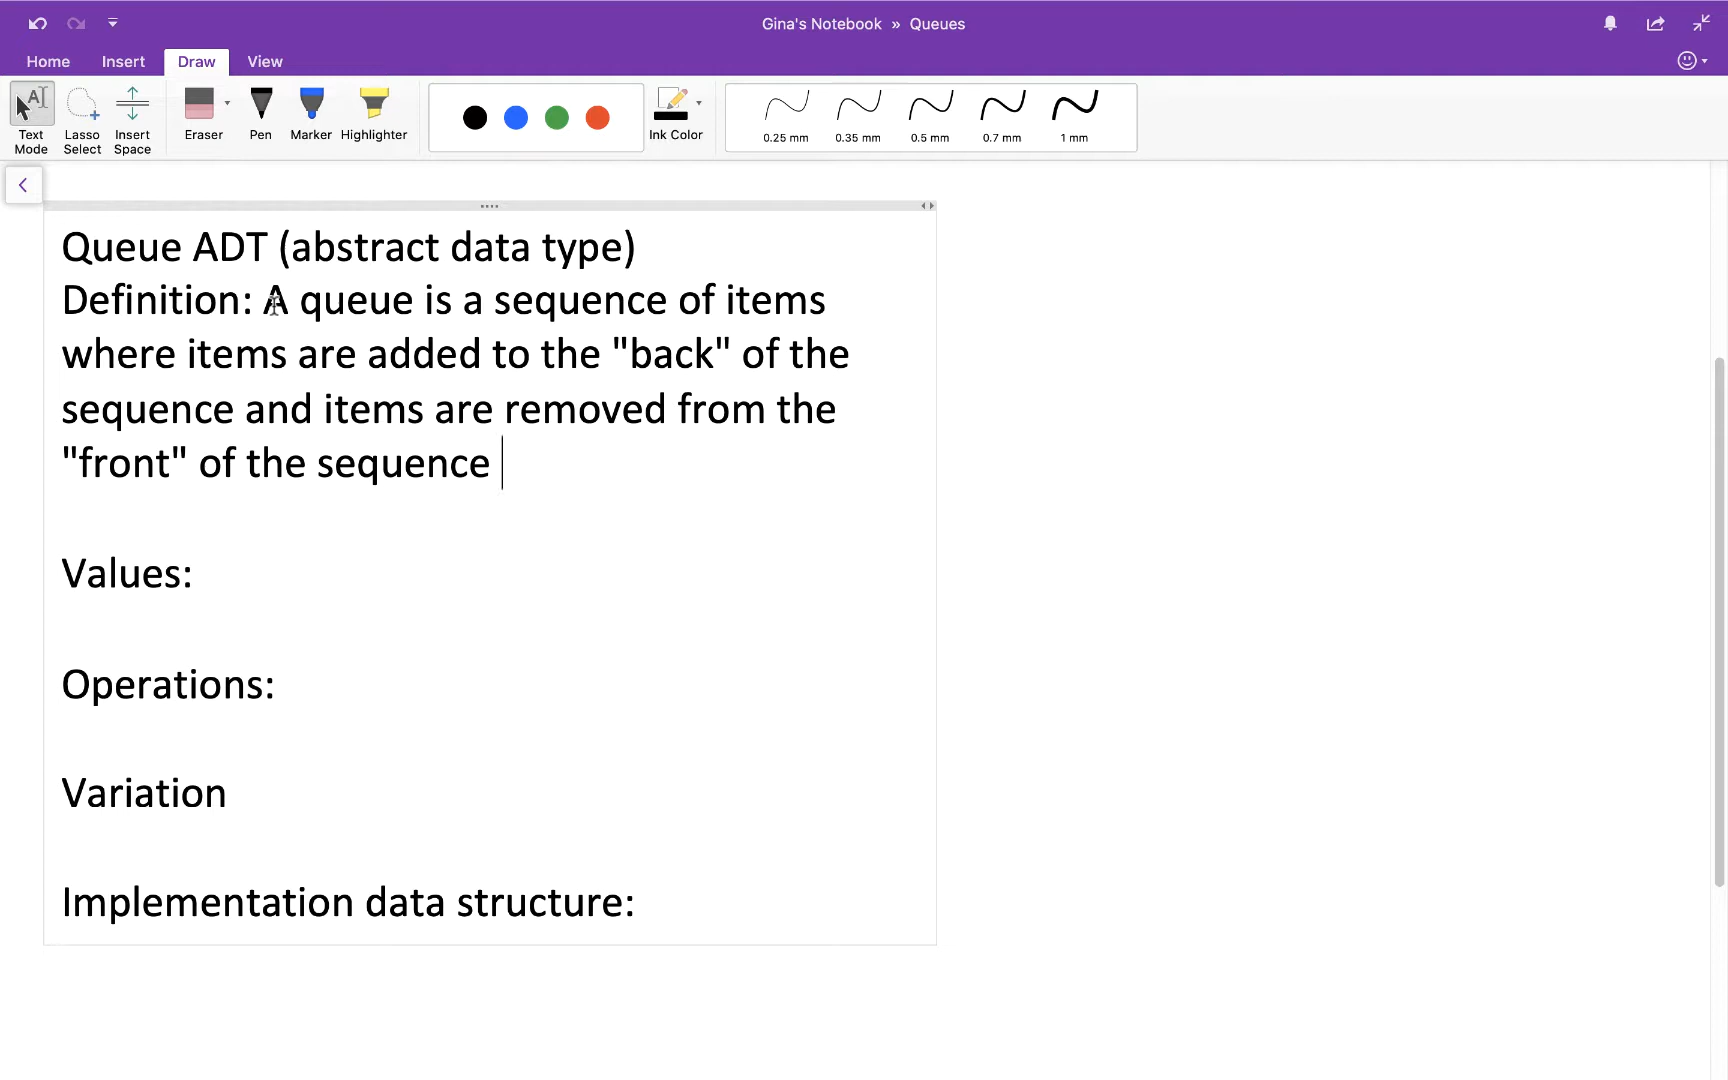 Gina's Notebook » Queues
Home Insert Draw View
Text Mode
Lasso Select
Insert Space
Eraser
Pen
Marker
Highlighter
Ink Color
0.25 mm
0.35 mm
0.5 mm
0.7 mm
1 mm
Queue ADT (abstract data type)
Definition: A queue is a sequence of items
where items are added to the "back" of the
sequence and items are removed from the
"front" of the sequence
Values:
Operations:
Variation
Implementation data structure: